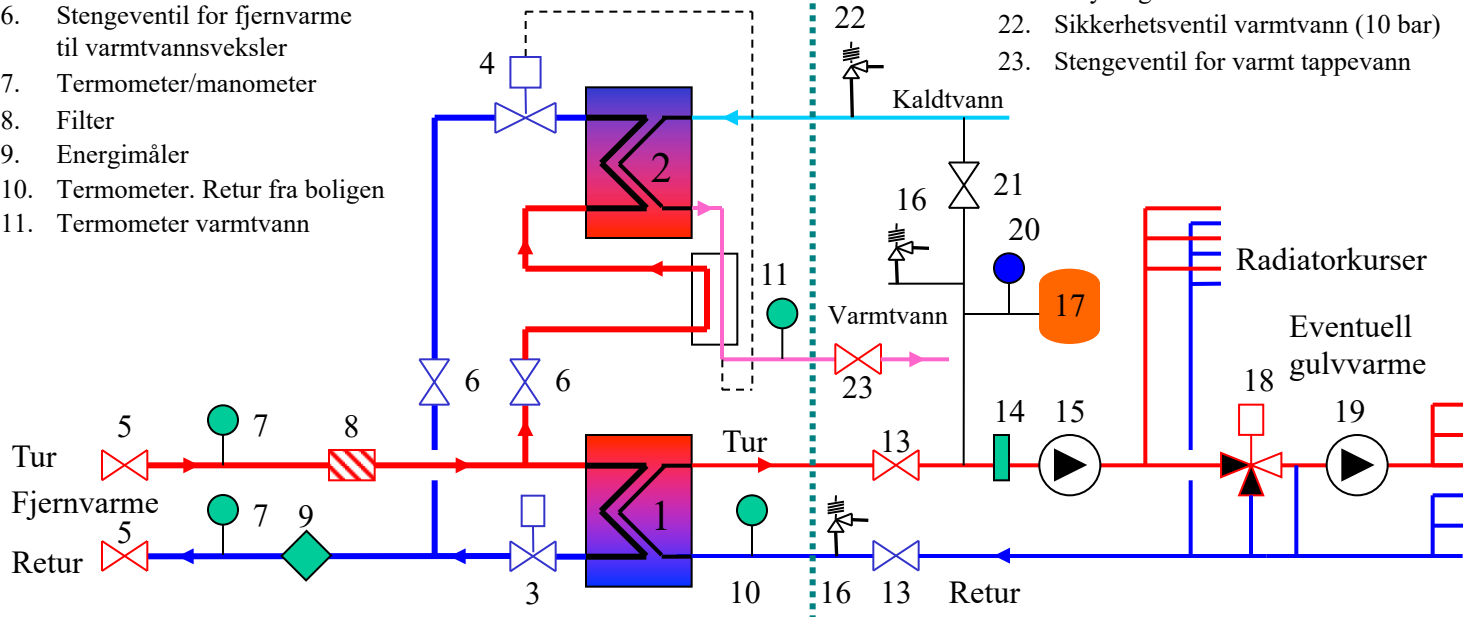 6. Stengeventil for fjernvarme
til varmtvannsveksler
7. Termometer/manometer
8. Filter
9. Energimåler
10. Termometer. Retur fra boligen
11. Termometer varmtvann
22. Sikkerhetsventil varmtvann (10 bar)
23. Stengeventil for varmt tappevann
22
4
Kaldtvann
2
21
16
20
Radiatorkurser
11
17
Varmtvann
Eventuell
gulvvarme
6
6
23
18
5
7
8
Tur
14
15
19
Tur
13
Fjernvarme
7
9
1
5
Retur
3
10
16
13
Retur